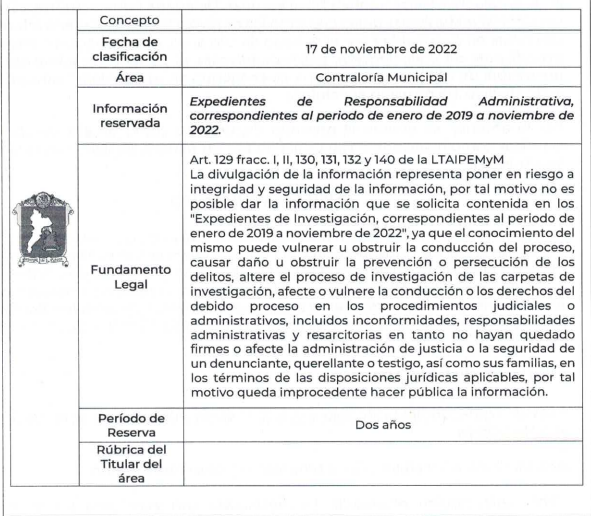 Concepto
Fecha de
clasificación
17 de noviembre de 2022
Área
Contraloría Municipal
Información
reservada
Expedientes de Responsabilidad Administrativa,
correspondientes al periodo de enero de 2019 a noviembre de
2022.
Fundamento
Legal
Art. 129 fracc. I, II, 130, 131, 132 y 140 de la LTAIPEMyM
La divulgación de la información representa poner en riesgo a
integridad y seguridad de la información, por tal motivo no es
posible dar la información que se solicita contenida en los
"Expedientes de Investigación, correspondientes al periodo de
enero de 2019 a noviembre de 2022", ya que el conocimiento del
mismo puede vulnerar u obstruir la conducción del proceso,
causar daño u obstruir la prevención o persecución de los
delitos, altere el proceso de investigación de las carpetas de
investigación, afecte o vulnere la conducción o los derechos del
debido proceso en los procedimientos judiciales o
administrativos, incluidos inconformidades, responsabilidades
administrativas y resarcitorias en tanto no hayan quedado
firmes o afecte la administración de justicia o la seguridad de
un denunciante, querellante o testigo, así como sus familias, en
los términos de las disposiciones jurídicas aplicables, por tal
motivo queda improcedente hacer pública la información.
Período de
Reserva
Dos años
Rúbrica del
Titular del
área